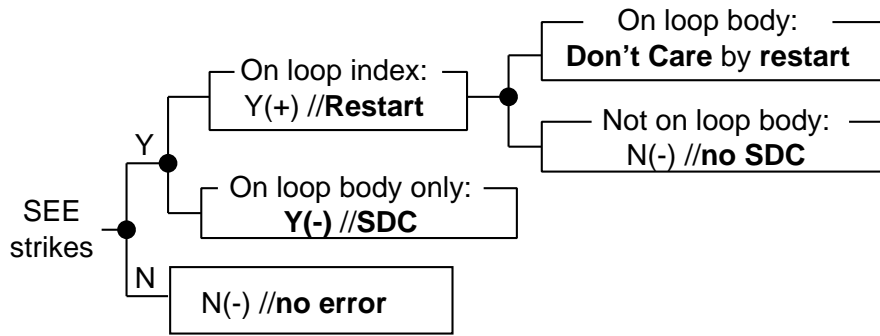 On loop body:
Don't Care by restart
On loop index:
Y(+) //Restart
Not on loop body:
N(-) //no SDC
Y
On loop body only:
Y(-) //SDC
SEE
strikes
N
N(-) //no error